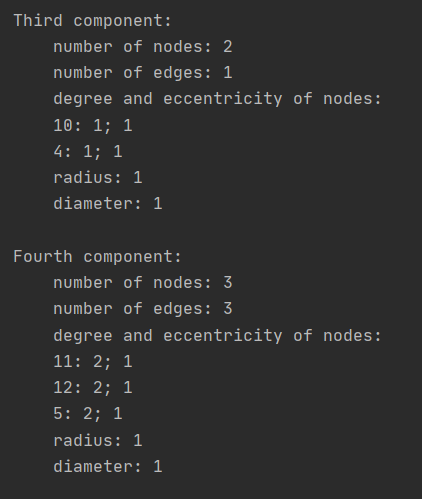 Third component:
number of nodes: 2
number of edges: 1
degree and eccentricity of nodes:
10: 1; 1
4: 1; 1
radius: 1
diameter: 1
Fourth component:
number of nodes: 3
number of edges: 3
degree and eccentricity of nodes:
11: 2; 1
12: 2; 1
5: 2; 1
radius: 1
diameter: 1